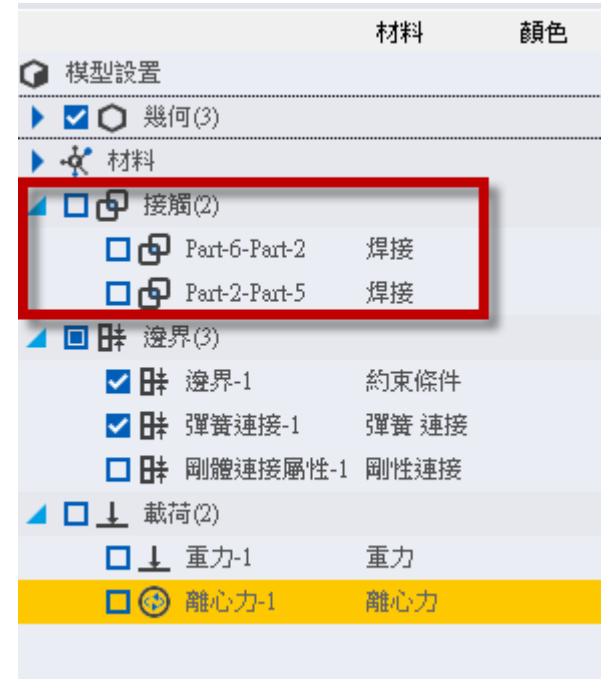 材料 顏色
模型設置
幾何(3)
材料
接觸(2)
Part-6-Part-2 焊接
Part-2-Part-5 焊接
邊界(3)
邊界-1 約束條件
彈簧連接-1 彈簧 連接
剛體連接屬性-1 剛性連接
載荷(2)
重力-1 重力
離心力-1 離心力